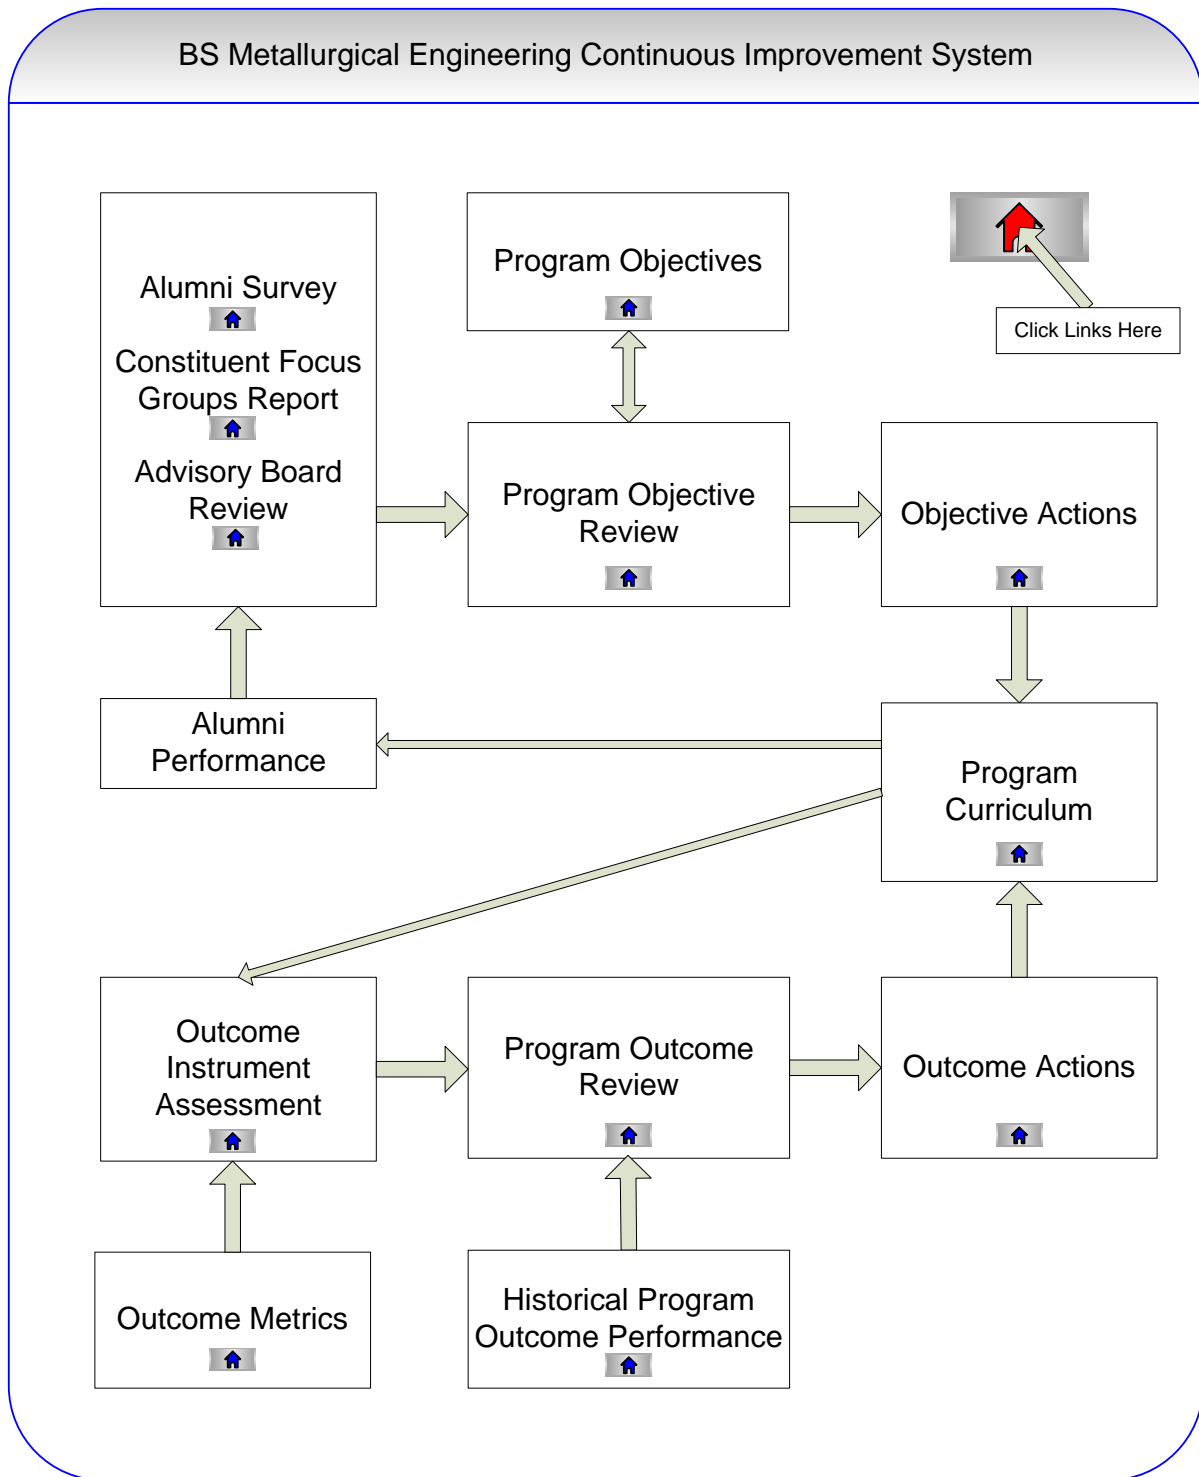 BS Metallurgical Engineering Continuous Improvement System
Alumni Survey
Constituent Focus
Groups Report
Advisory Board
Review
Program Objectives
Click Links Here
Program Objective
Review
Objective Actions
Alumni
Performance
Program
Curriculum
Outcome
Instrument
Assessment
Program Outcome
Review
Outcome Actions
Outcome Metrics
Historical Program
Outcome Performance